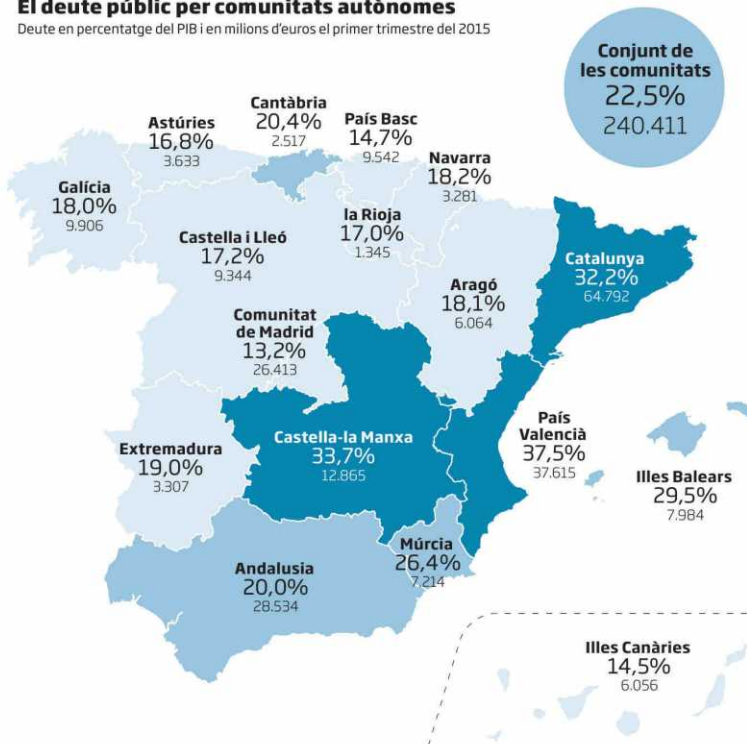 El deute públic per comunitats autònomes
Deute en percentatge del PIB i en milions d'euros el primer trimestre del 2015
Conjunt de
les comunitats
22,5%
240.411
Cantàbria
20,4%
2.517
País Basc
14,7%
9.542
Astúries
16,8%
3.633
Navarra
18,2%
3.281
Galícia
18,0%
9.906
la Rioja
17,0%
1.345
Castella i Lleó
17,2%
9.344
Catalunya
32,2%
64.792
Aragó
18,1%
6.064
Comunitat
de Madrid
13,2%
26.413
País
Valencià
37,5%
37.615
Castella-la Manxa
33,7%
12.865
Extremadura
19,0%
3.307
Illes Balears
29,5%
7.984
Múrcia
26,4%
7.214
Andalusia
20,0%
28.534
Illes Canàries
14,5%
6.056